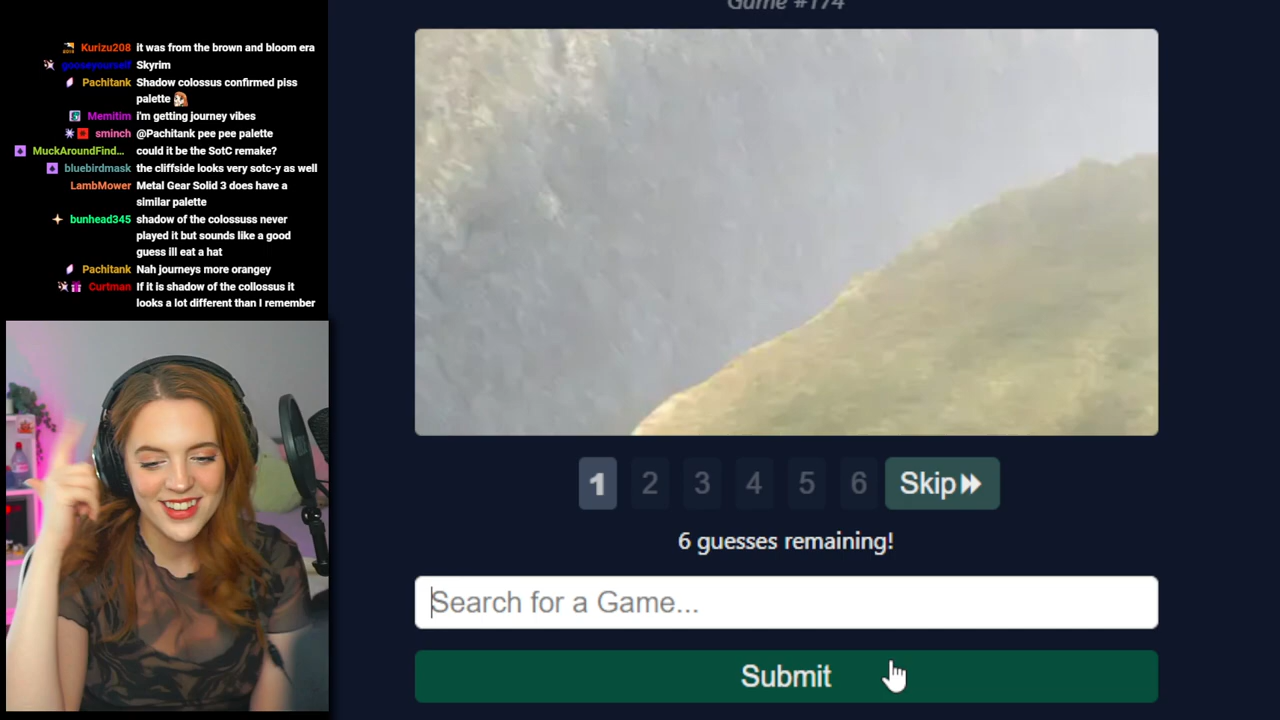 Game #174
Kurizu208 it was from the brown and bloom era
gooseyourself Skyrim
Pachitank Shadow colossus confirmed piss
palette
Memitim i'm getting journey vibes
sminch @Pachitank pee pee palette
MuckAroundFind... could it be the SotC remake?
bluebirdmask the cliffside looks very sotc-y as well
LambMower Metal Gear Solid 3 does have a
similar palette
bunhead345 shadow of the colossuss never
played it but sounds like a good
guess ill eat a hat
Pachitank Nah journeys more orangey
Curtman If it is shadow of the collossus it
looks a lot different than I remember
1 2 3 4 5 6 Skip
6 guesses remaining!
Search for a Game...
Submit